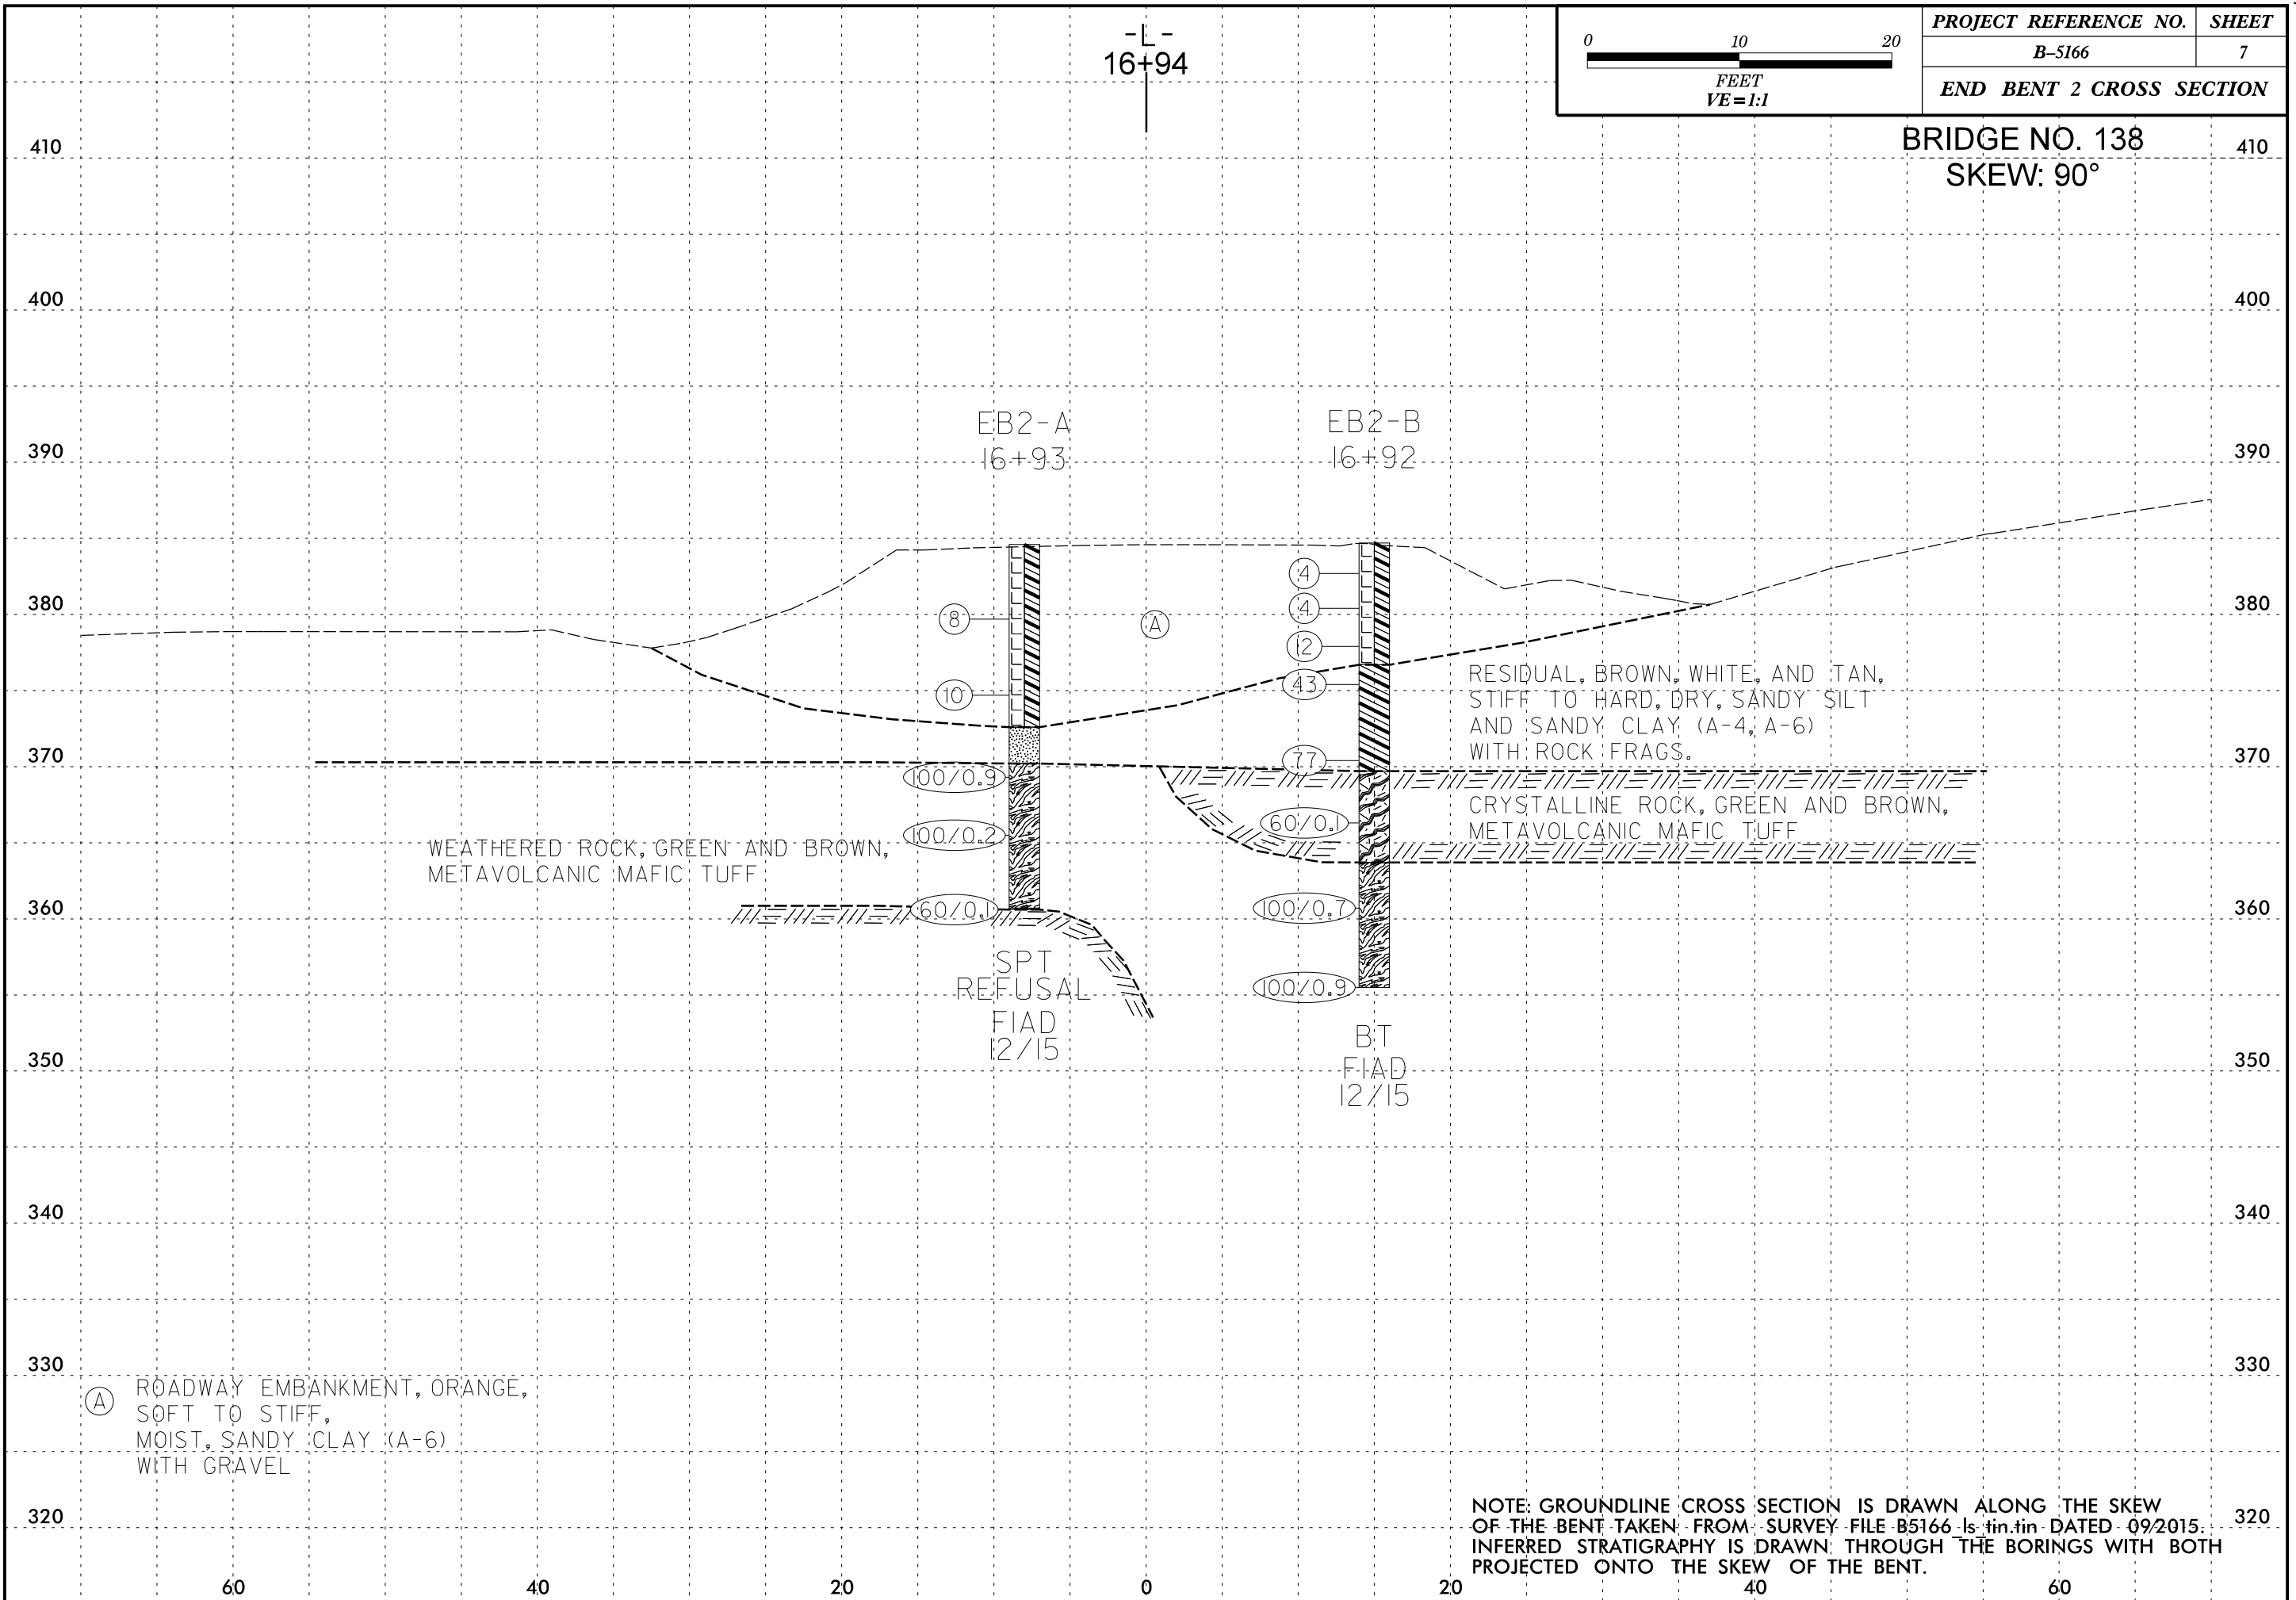 -L-
16+94
0 10 20
FEET
VE=1:1
PROJECT REFERENCE NO. SHEET
B-5166 7
END BENT 2 CROSS SECTION
BRIDGE NO. 138
SKEW: 90°
410 410
400 400
EB2-A EB2-B
16+93 16+92
390 390
4
380 4 380
8 A
12
10 43
RESIDUAL, BROWN, WHITE, AND TAN,
STIFF TO HARD, DRY, SANDY SILT
AND SANDY CLAY (A-4, A-6)
WITH ROCK FRAGS.
370 77 370
100/0.9
CRYSTALLINE ROCK, GREEN AND BROWN,
METAVOLCANIC MAFIC TUFF
100/0.2 60/0.1
WEATHERED ROCK, GREEN AND BROWN,
METAVOLCANIC MAFIC TUFF
360 60/0.1 100/0.7 360
SPT
REFUSAL
FIAD
12/15
100/0.9
BT
FIAD
12/15
350 350
340 340
330 330
A ROADWAY EMBANKMENT, ORANGE,
SOFT TO STIFF,
MOIST, SANDY CLAY (A-6)
WITH GRAVEL
320 320
NOTE: GROUNDLINE CROSS SECTION IS DRAWN ALONG THE SKEW
OF THE BENT TAKEN FROM SURVEY FILE B5166_ls_tin.tin DATED 09/2015.
INFERRED STRATIGRAPHY IS DRAWN THROUGH THE BORINGS WITH BOTH
PROJECTED ONTO THE SKEW OF THE BENT.
60 40 20 0 20 40 60